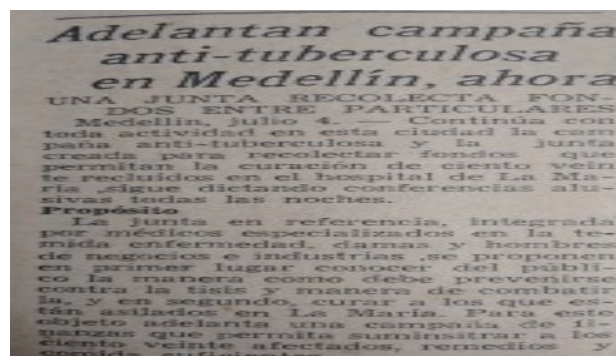 Adelantan campaña
anti-tuberculosa
en Medellín, ahora
UNA JUNTA RECOLECTA FON-
DOS ENTRE PARTICULARES
Medellín, julio 4. — Continúa con
toda actividad en esta ciudad la cam
paña anti-tuberculosa y la junta
creada para recolectar fondos que
permitan la curación de ciento vein
te recluídos en el hospital de La Ma-
ría ,sigue dictando conferencias alu-
sivas todas las noches.
Propósito
La junta en referencia, integrada
por médicos especializados en la te-
mida enfermedad, damas y hombres
de negocios e industrias ,se proponen
en primer lugar conocer del públi-
co la manera como debe prevenirse
contra la tisis y manera de combatir
la, y en segundo, curar a los que es-
tán asilados en La María. Para este
objeto adelanta una campaña de fi-
nanzas que permita suministrar a los
ciento veinte afectados, remedios y
comida suficientes